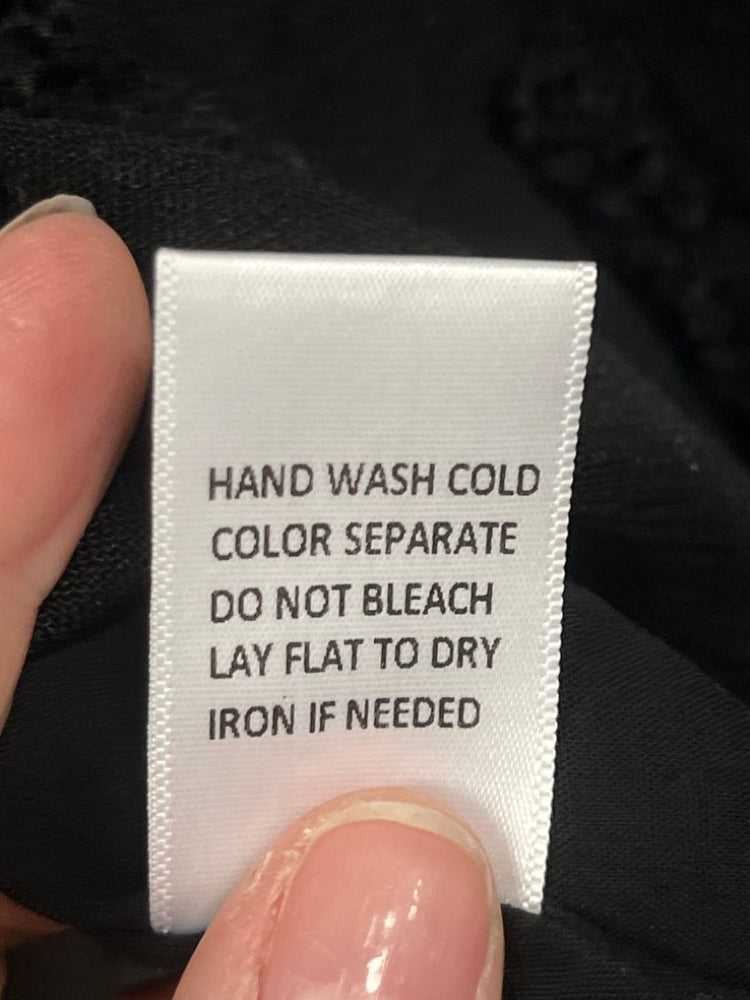 HAND WASH COLD
COLOR SEPARATE
DO NOT BLEACH
LAY FLAT TO DRY
IRON IF NEEDED